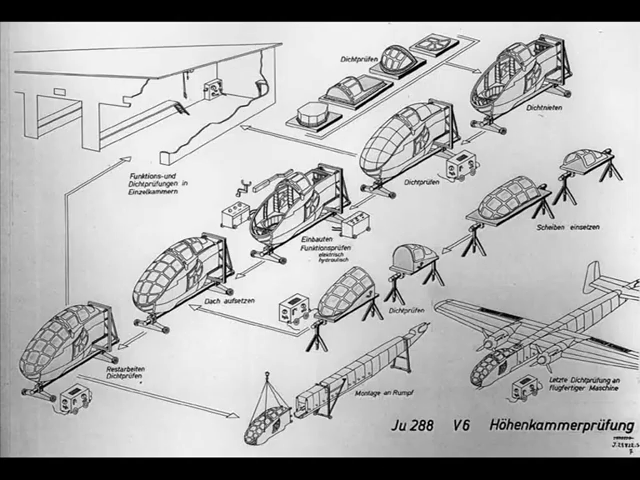 Dichtprüfen
Dichtnieten
Funktions-und
Dichtprüfungen in
Einzelkammern.
Dichtprüfen
Einbauten
Funktionsprüfen
elektrisch
hydraulisch
Scheiben einsetzen
Dach aufsetzen
Dichtprüfen
Restarbeiten
Dichtprüfen
Montage an Rumpf
Letzte Dichtprüfung an
flugfertiger Maschine
Ju 288 V6 Höhenkammerprüfung